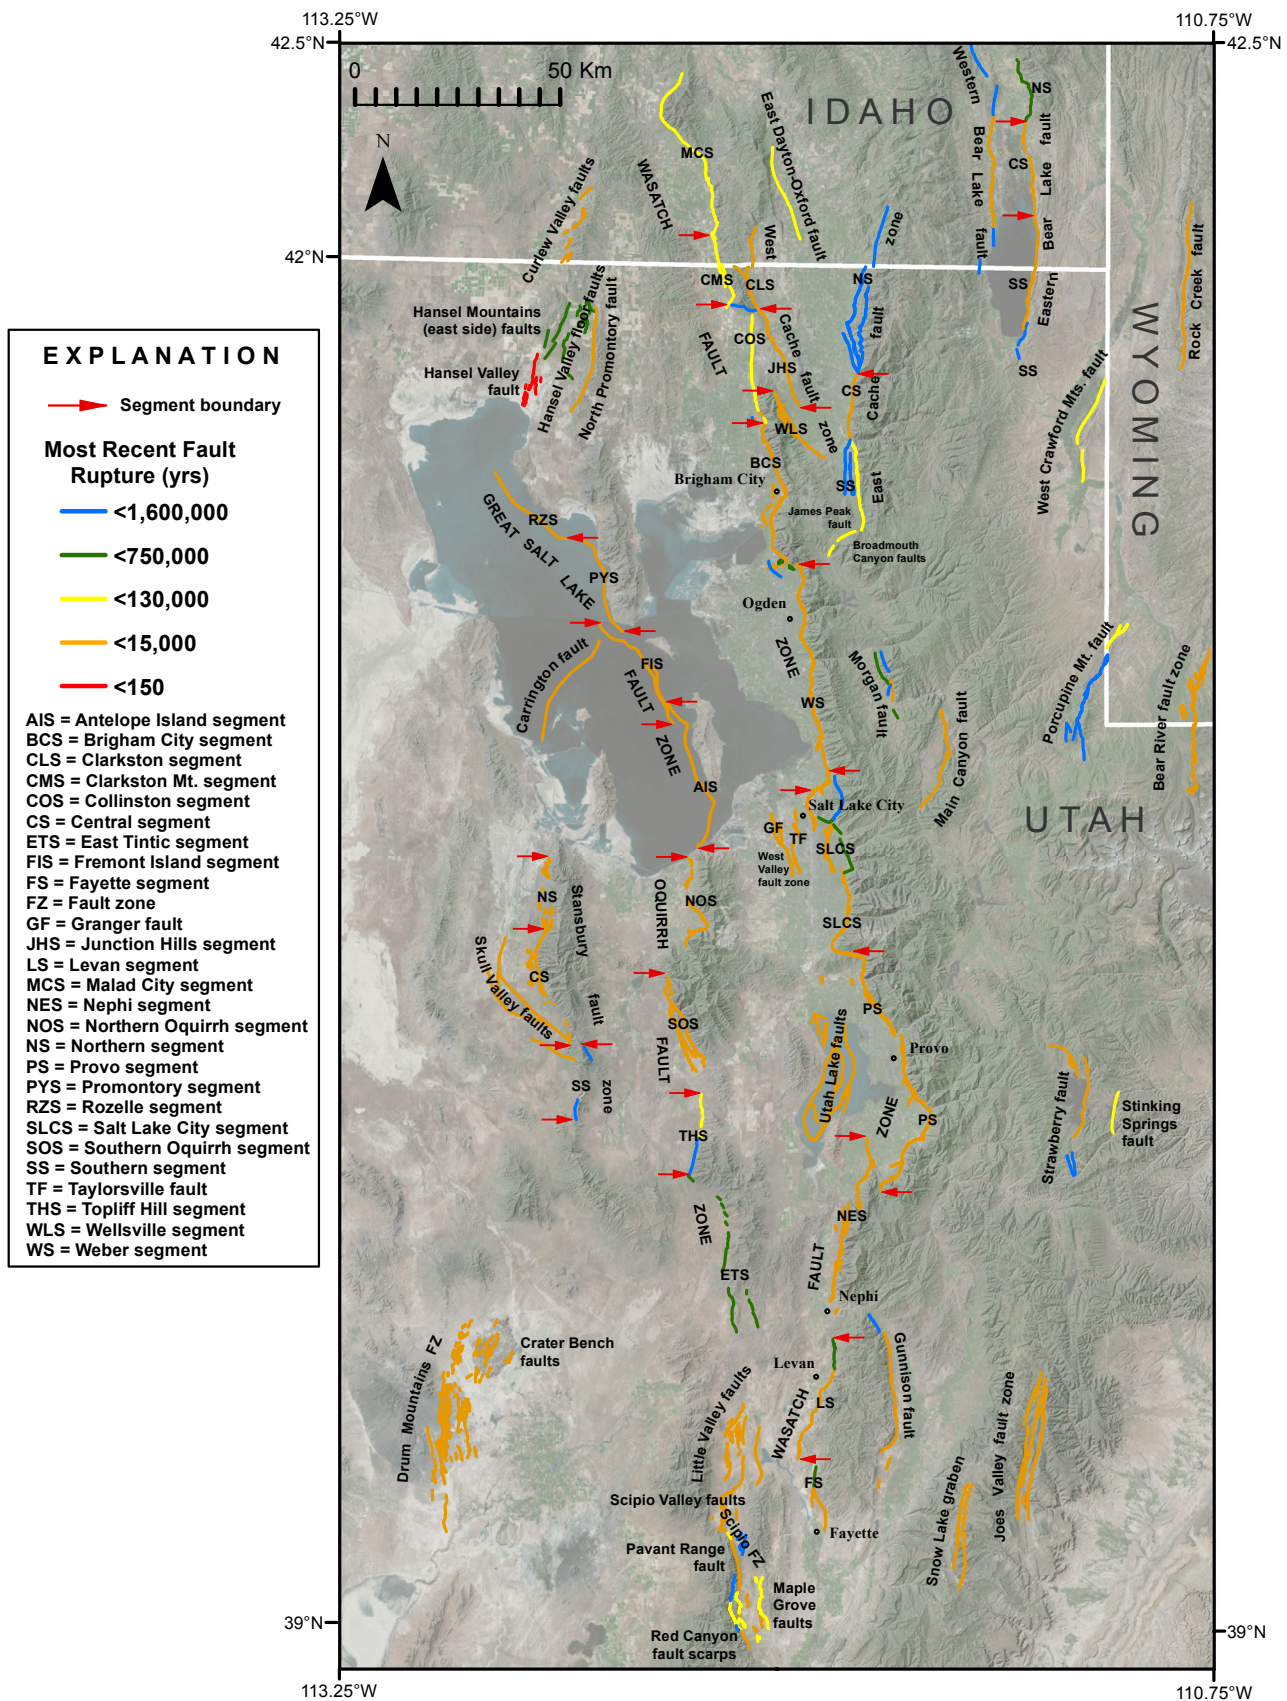 113.25°W
110.75°W
42.5°N
42.5°N
0 50 Km
N
IDAHO
WYOMING
UTAH
42°N
42°N
39°N
39°N
113.25°W
110.75°W
EXPLANATION
Segment boundary
Most Recent Fault
Rupture (yrs)
<1,600,000
<750,000
<130,000
<15,000
<150
AIS = Antelope Island segment
BCS = Brigham City segment
CLS = Clarkston segment
CMS = Clarkston Mt. segment
COS = Collinston segment
CS = Central segment
ETS = East Tintic segment
FIS = Fremont Island segment
FS = Fayette segment
FZ = Fault zone
GF = Granger fault
JHS = Junction Hills segment
LS = Levan segment
MCS = Malad City segment
NES = Nephi segment
NOS = Northern Oquirrh segment
NS = Northern segment
PS = Provo segment
PYS = Promontory segment
RZS = Rozelle segment
SLCS = Salt Lake City segment
SOS = Southern Oquirrh segment
SS = Southern segment
TF = Taylorsville fault
THS = Topliff Hill segment
WLS = Wellsville segment
WS = Weber segment
WASATCH
FAULT
ZONE
MCS
CMS
COS
BCS
WS
SLCS
SLCS
PS
PS
ZONE
NES
FAULT
WASATCH
LS
FS
East Dayton-Oxford fault
West
Cache
fault
zone
CLS
JHS
WLS
NS
CS
SS
East
Cache
fault
zone
Western
Bear
Lake
fault
NS
CS
SS
SS
Eastern
Bear
Lake
fault
Rock Creek fault
Curlew Valley faults
Hansel Mountains
(east side) faults
Hansel Valley
fault
Hansel Valley floor faults
North Promontory fault
West Crawford Mts. fault
Brigham City
James Peak
fault
Broadmouth
Canyon faults
Ogden
GREAT SALT LAKE
FAULT
ZONE
RZS
PYS
FIS
AIS
Carrington fault
Morgan fault
Main Canyon fault
Porcupine Mt. fault
Bear River fault zone
Salt Lake City
GF
TF
West
Valley
fault zone
OQUIRRH
FAULT
ZONE
NOS
SOS
THS
ETS
Stansbury
fault
zone
NS
CS
SS
Skull Valley faults
Utah Lake faults
Provo
Strawberry fault
Stinking
Springs
fault
Nephi
Levan
Gunnison fault
Crater Bench
faults
Drum Mountains FZ
Little Valley faults
Scipio Valley faults
Scipio FZ
Pavant Range
fault
Fayette
Maple
Grove
faults
Red Canyon
fault scarps
Snow Lake graben
Joes Valley fault zone